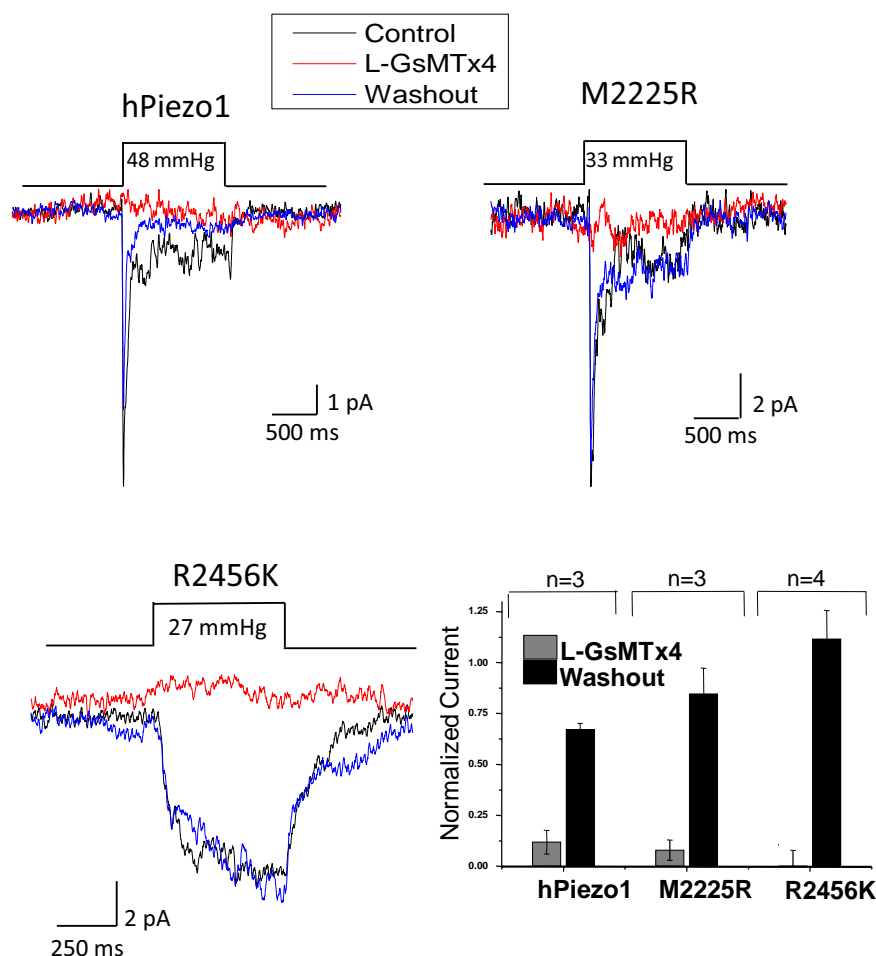 Control
L-GsMTx4
Washout
hPiezo1
M2225R
48 mmHg
33 mmHg
1 pA
500 ms
2 pA
500 ms
R2456K
27 mmHg
2 pA
250 ms
n=3
n=3
n=4
1.25
1.00
0.75
0.50
0.25
0.00
Normalized Current
L-GsMTx4
Washout
hPiezo1
M2225R
R2456K